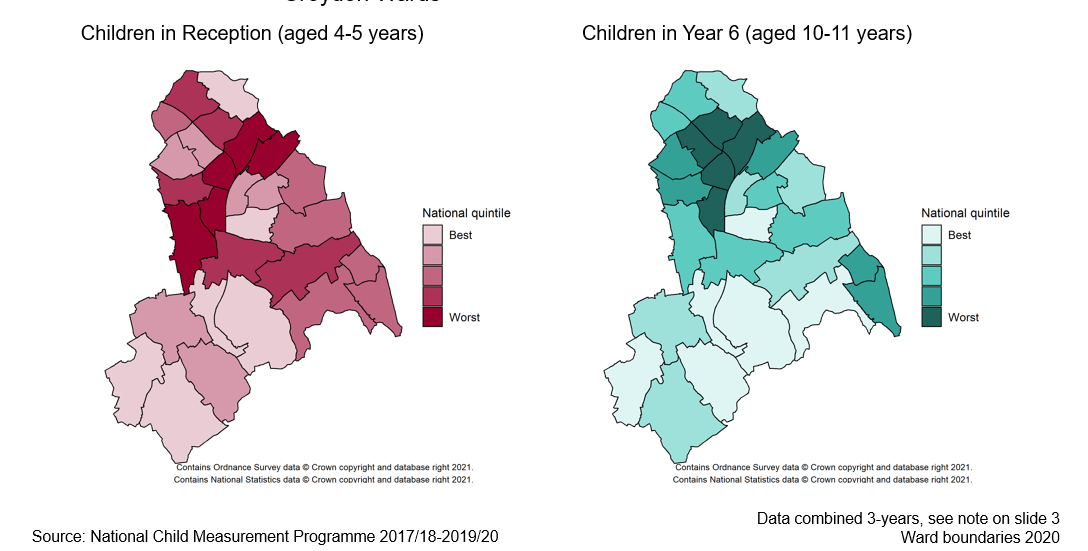 Croydon Wards
Children in Reception (aged 4-5 years)
Children in Year 6 (aged 10-11 years)
National quintile
Best
Worst
National quintile
Best
Worst
Contains Ordnance Survey data © Crown copyright and database right 2021.
Contains National Statistics data © Crown copyright and database right 2021.
Contains Ordnance Survey data © Crown copyright and database right 2021.
Contains National Statistics data © Crown copyright and database right 2021.
Source: National Child Measurement Programme 2017/18-2019/20
Data combined 3-years, see note on slide 3
Ward boundaries 2020